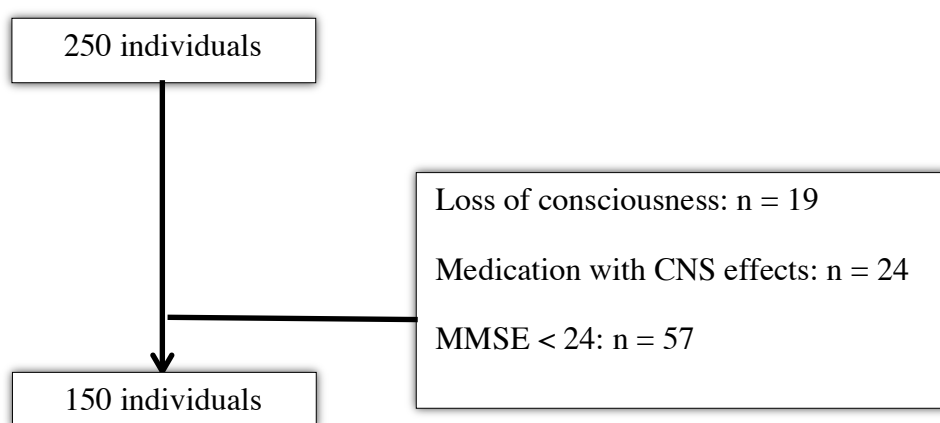 250 individuals
Loss of consciousness: n = 19
Medication with CNS effects: n = 24
MMSE < 24: n = 57
150 individuals